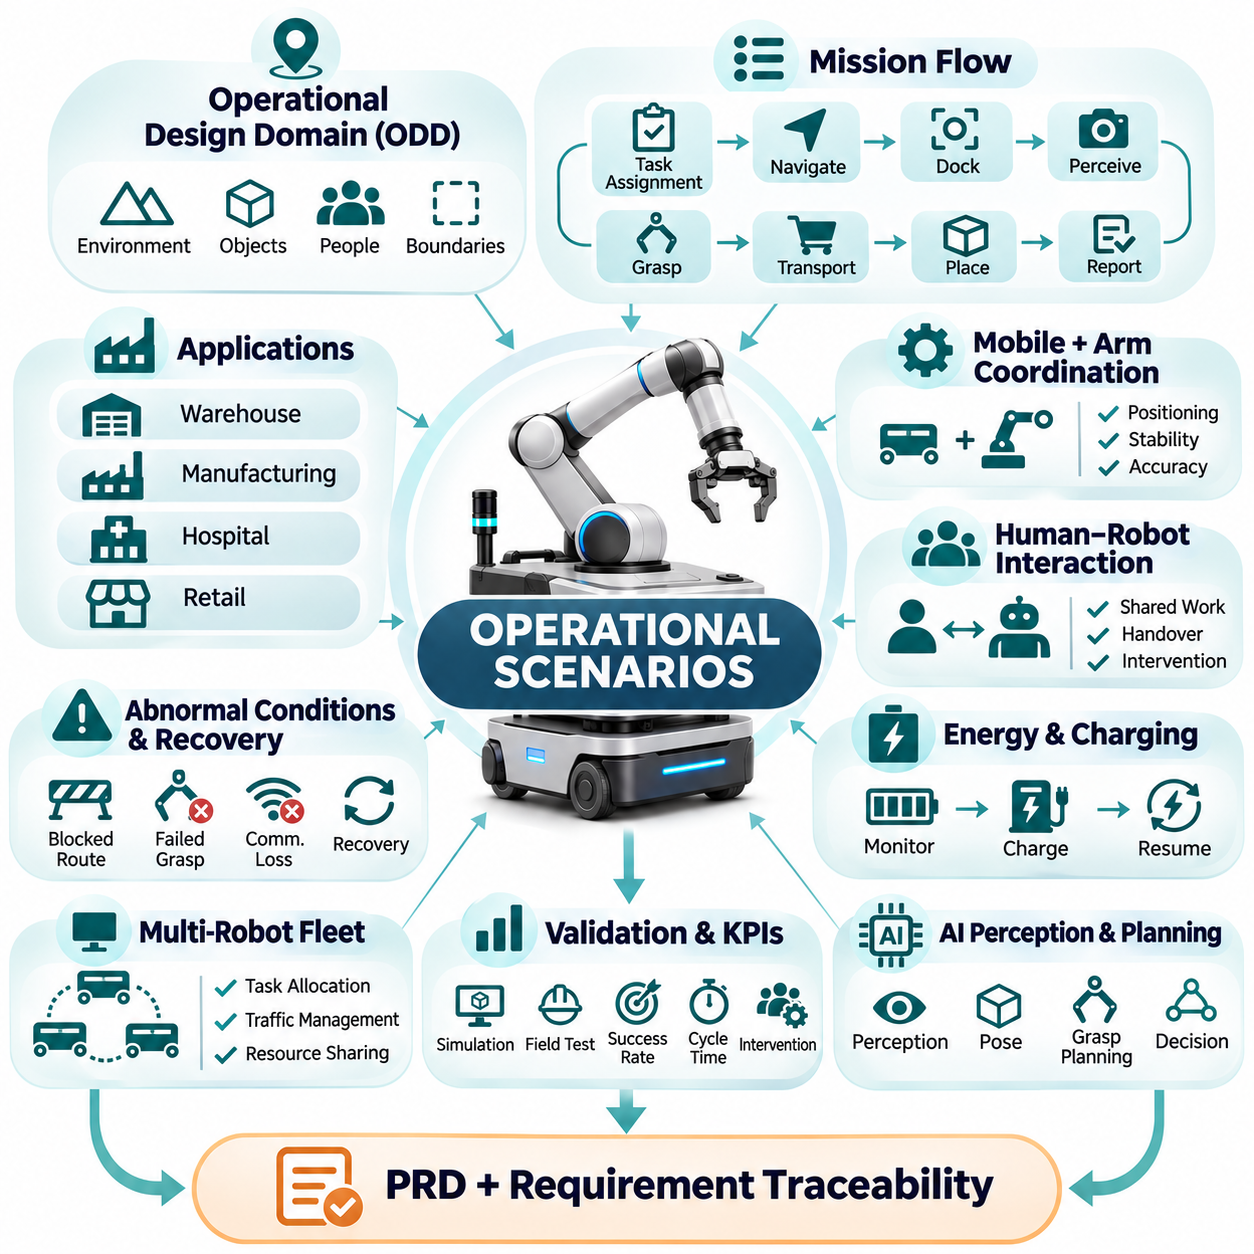 Operational
Design Domain (ODD)
Environment
Objects
People
Boundaries
Mission Flow
Task
Assignment
Navigate
Dock
Perceive
Grasp
Transport
Place
Report
Applications
Warehouse
Manufacturing
Hospital
Retail
Mobile + Arm
Coordination
+
Positioning
Stability
Accuracy
OPERATIONAL
SCENARIOS
Human–Robot
Interaction
Shared Work
Handover
Intervention
Abnormal Conditions
& Recovery
Blocked
Route
Failed
Grasp
Comm.
Loss
Recovery
Energy & Charging
Monitor
Charge
Resume
Multi-Robot Fleet
Task Allocation
Traffic Management
Resource Sharing
Validation & KPIs
Simulation
Field Test
Success
Rate
Cycle
Time
Intervention
AI
AI Perception & Planning
Perception
Pose
Grasp
Planning
Decision
PRD + Requirement Traceability